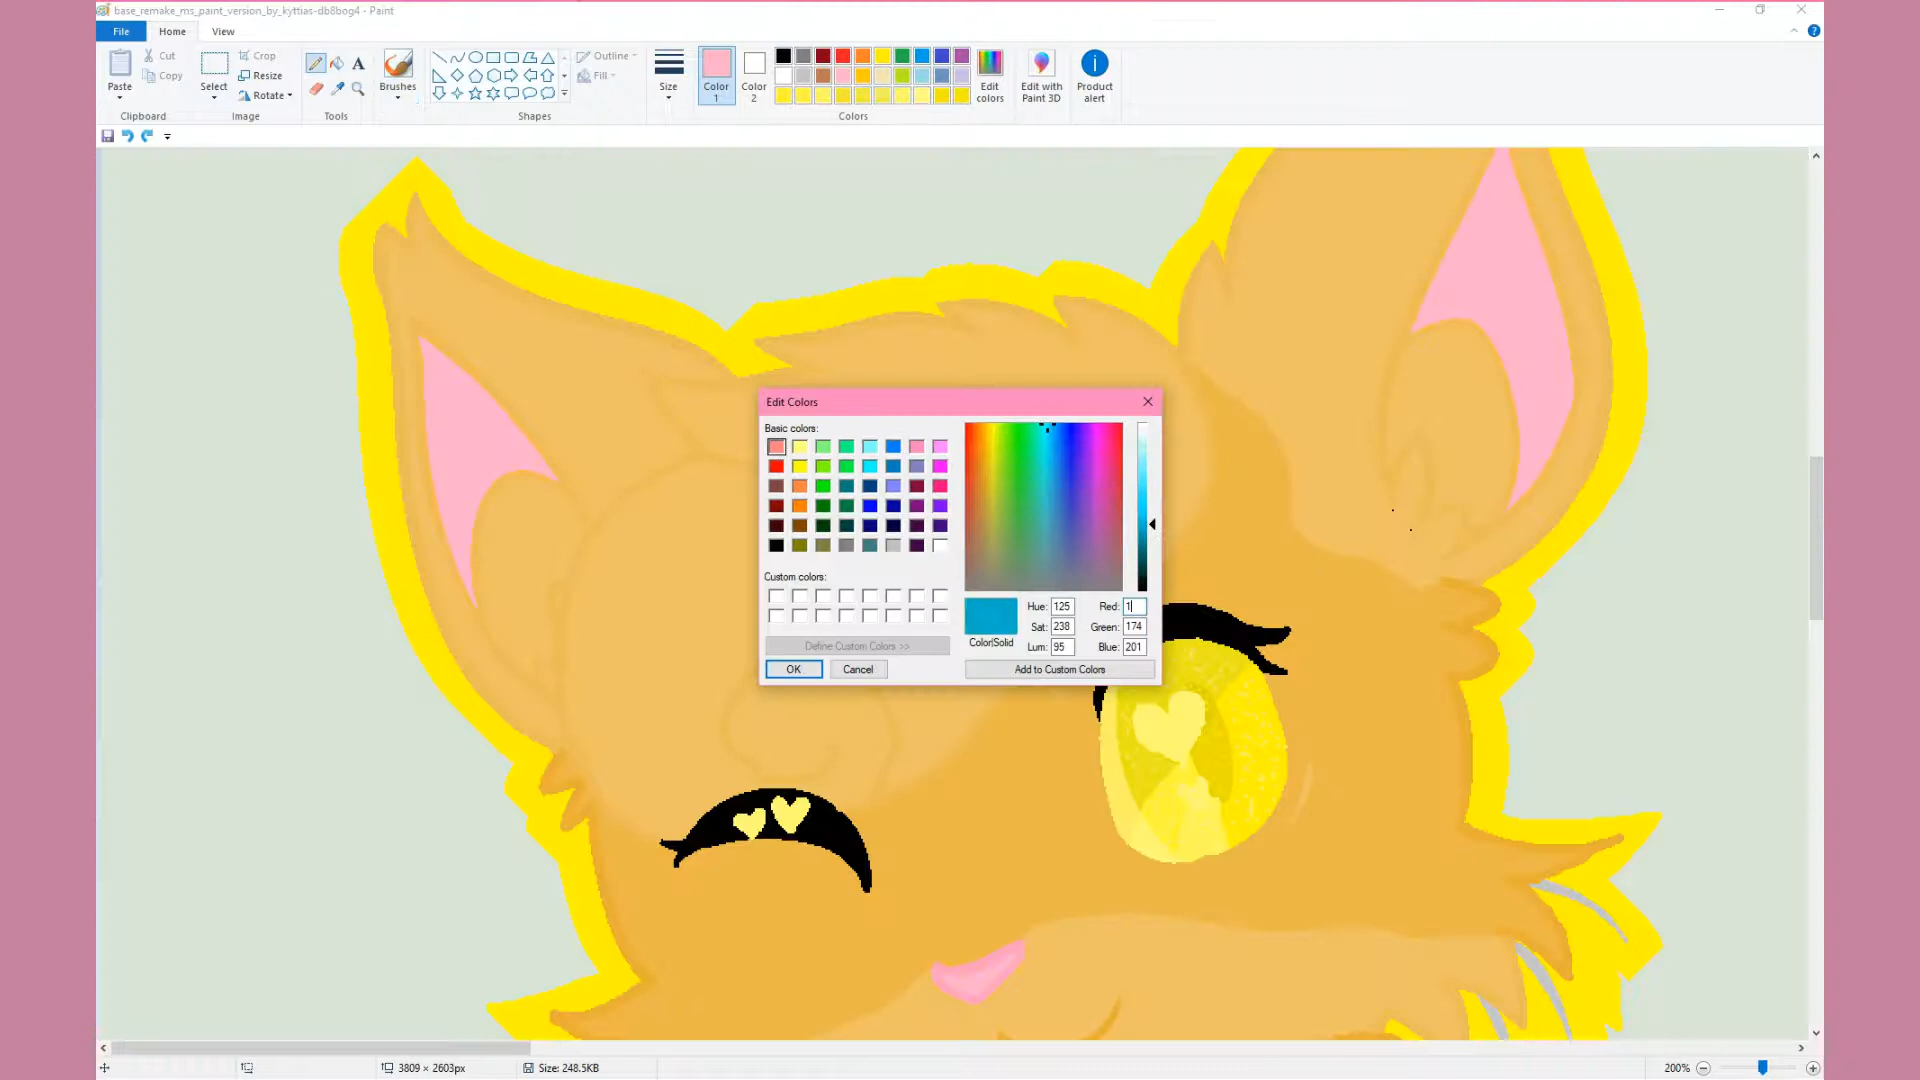 base_remake_ms_paint_version_by_kyttias-db8bog4 - Paint
File Home View
Paste
Cut
Copy
Clipboard
Select
Crop
Resize
Rotate
Image
A
Tools
Brushes
Outline
Fill
Shapes
Size
Color 1
Color 2
Edit colors
Colors
Edit with Paint 3D
Product alert
Edit Colors
Basic colors:
Custom colors:
Define Custom Colors >>
OK Cancel
Color|Solid
Hue: 125 Red: 1
Sat: 238 Green: 174
Lum: 95 Blue: 201
Add to Custom Colors
3809 × 2603px
Size: 248.5KB
200%